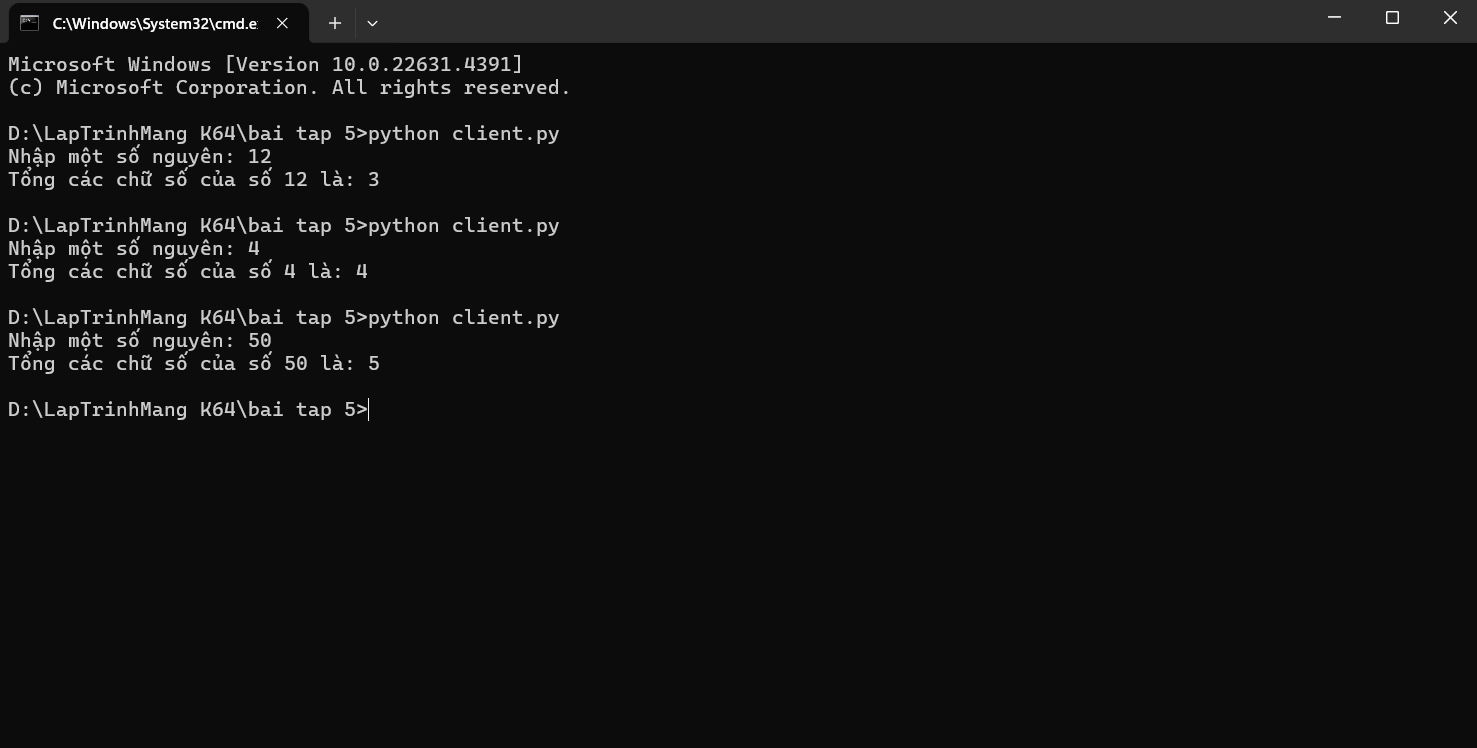 C:\Windows\System32\cmd.e
Microsoft Windows [Version 10.0.22631.4391]
(c) Microsoft Corporation. All rights reserved.
D:\LapTrinhMang K64\bai tap 5>python client.py
Nhập một số nguyên: 12
Tổng các chữ số của số 12 là: 3
D:\LapTrinhMang K64\bai tap 5>python client.py
Nhập một số nguyên: 4
Tổng các chữ số của số 4 là: 4
D:\LapTrinhMang K64\bai tap 5>python client.py
Nhập một số nguyên: 50
Tổng các chữ số của số 50 là: 5
D:\LapTrinhMang K64\bai tap 5>